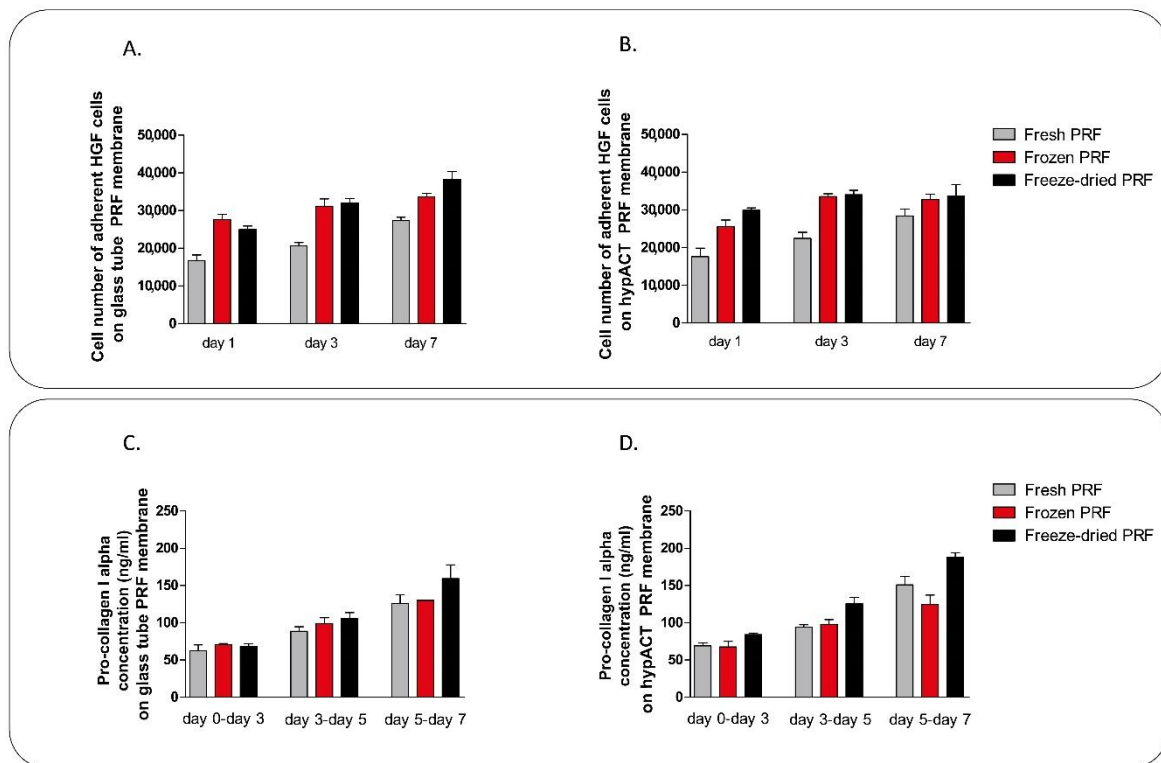 A.
Cell number of adherent HGF cells
on glass tube PRF membrane
50,000
40,000
30,000
20,000
10,000
0
day 1
day 3
day 7
B.
Cell number of adherent HGF cells
on hypACT PRF membrane
50,000
40,000
30,000
20,000
10,000
0
day 1
day 3
day 7
Fresh PRF
Frozen PRF
Freeze-dried PRF
C.
Pro-collagen I alpha
concentration (ng/ml)
on glass tube PRF membrane
250
200
150
100
50
0
day 0-day 3
day 3-day 5
day 5-day 7
D.
Pro-collagen I alpha
concentration (ng/ml)
on hypACT PRF membrane
250
200
150
100
50
0
day 0-day 3
day 3-day 5
day 5-day 7
Fresh PRF
Frozen PRF
Freeze-dried PRF